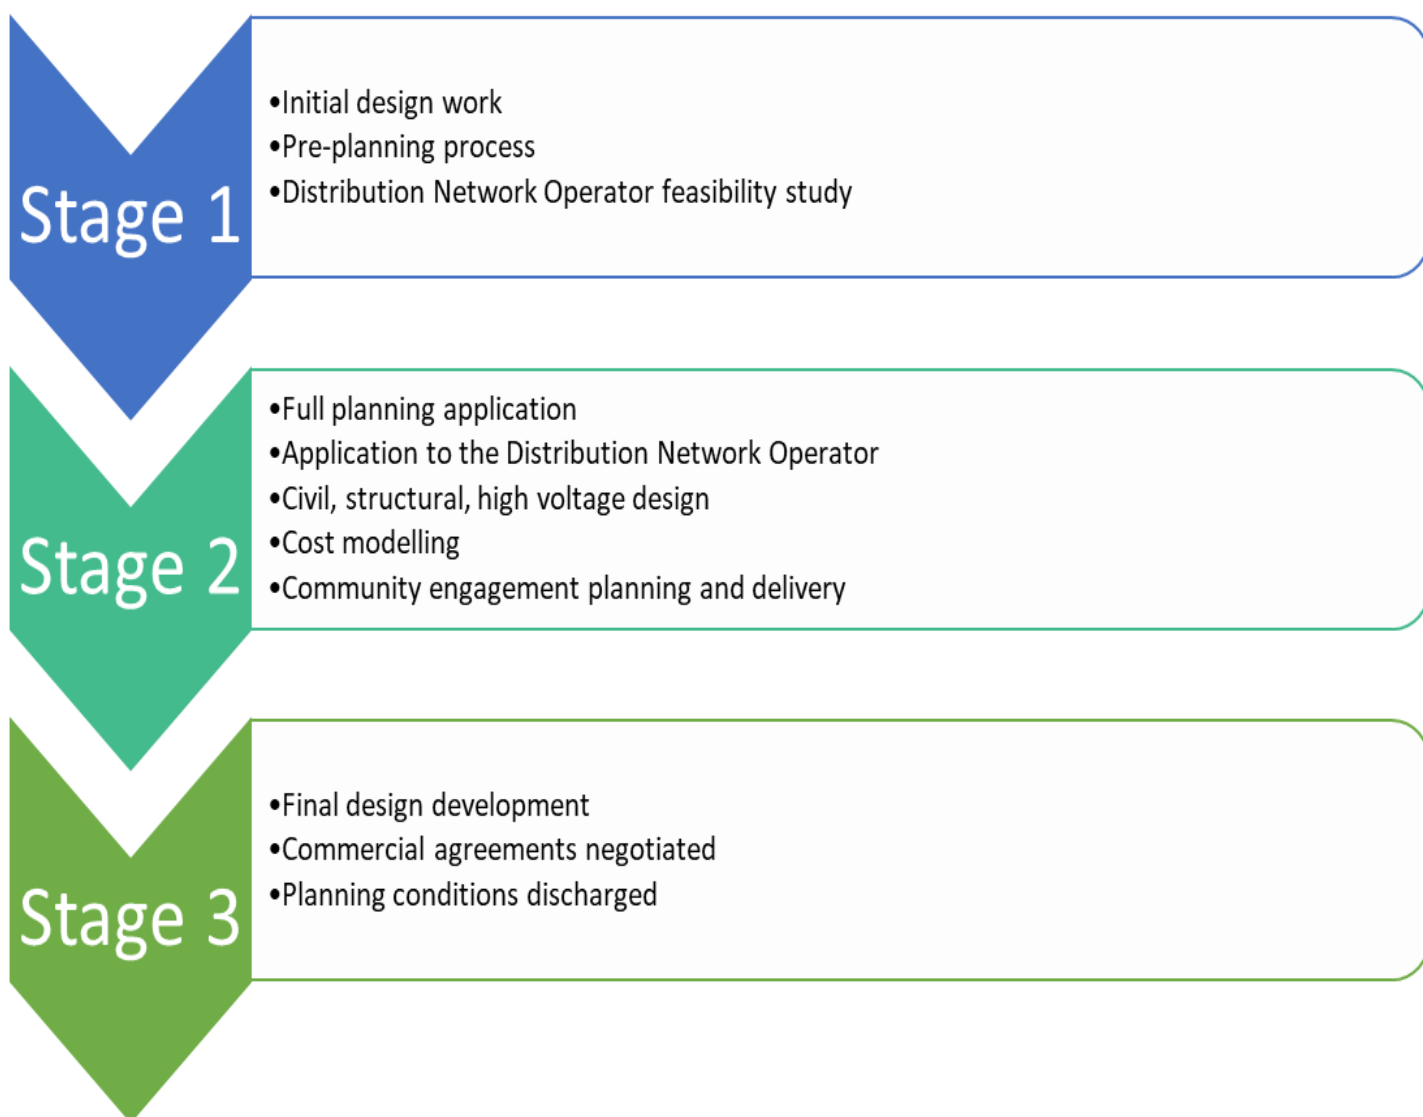 Stage 1
•Initial design work
•Pre-planning process
•Distribution Network Operator feasibility study
Stage 2
•Full planning application
•Application to the Distribution Network Operator
•Civil, structural, high voltage design
•Cost modelling
•Community engagement planning and delivery
Stage 3
•Final design development
•Commercial agreements negotiated
•Planning conditions discharged